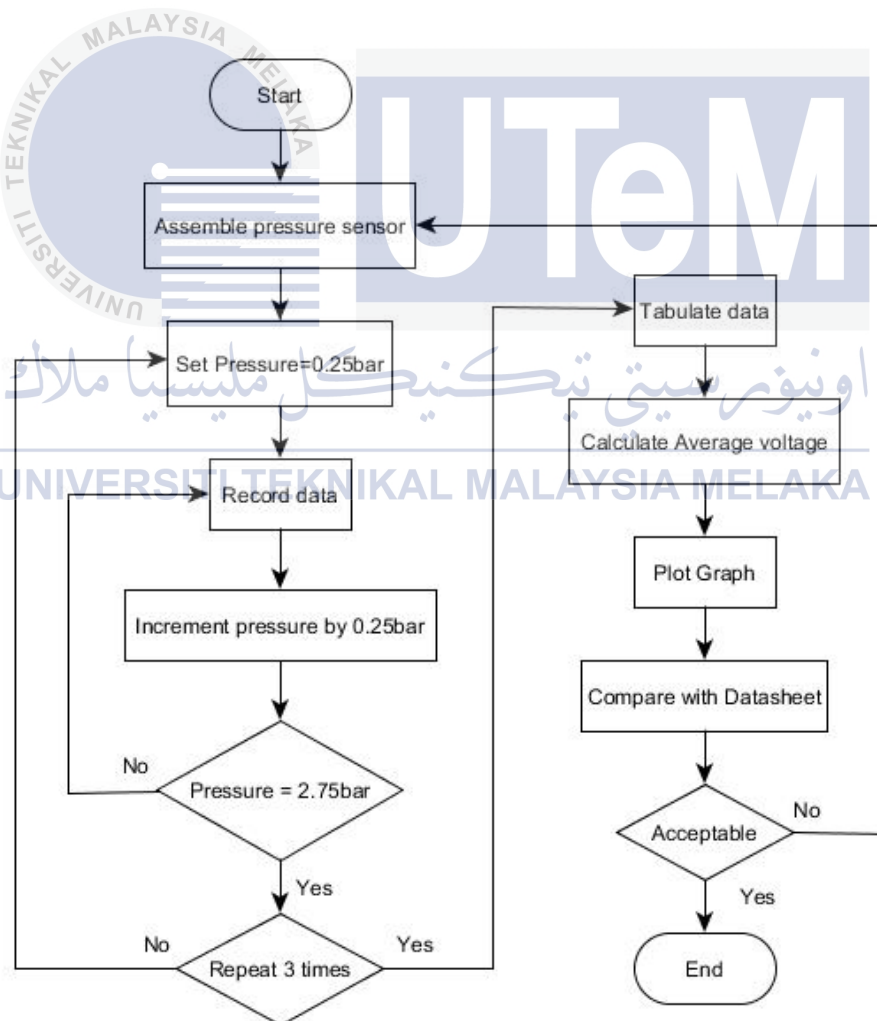 UNIVERSITI TEKNIKAL MALAYSIA MELAKA
UTeM
اونيۏرسيتي تيكنيكل مليسيا ملاك
UNIVERSITI TEKNIKAL MALAYSIA MELAKA
Start
Assemble pressure sensor
Set Pressure=0.25bar
Record data
Increment pressure by 0.25bar
Pressure = 2.75bar
No
Yes
Repeat 3 times
No
Yes
Tabulate data
Calculate Average voltage
Plot Graph
Compare with Datasheet
Acceptable
No
Yes
End